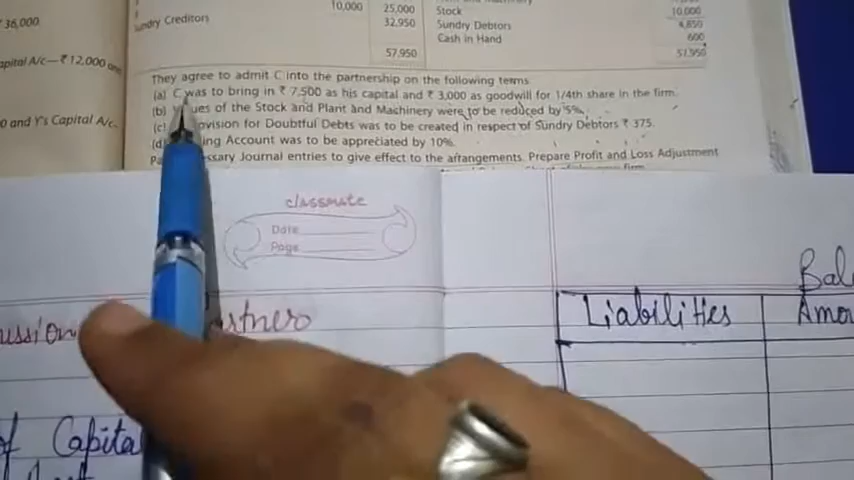 36,000
Sundry Creditors 10,000 25,000 Stock 10,000
32,950 Sundry Debtors 4,850
Cash in Hand 600
57,950 57,950
pital A/c—₹ 12,000 and
0 and Y's Capital A/c.
They agree to admit C into the partnership on the following terms:
(a) C was to bring in ₹ 7,500 as his capital and ₹ 3,000 as goodwill for 1/4th share in the firm.
(b) ues of the Stock and Plant and Machinery were to be reduced by 5%.
(c) ovision for Doubtful Debts was to be created in respect of Sundry Debtors ₹ 375.
(d) ing Account was to be appreciated by 10%.
Pa ssary Journal entries to give effect to the arrangements. Prepare Profit and Loss Adjustment
classmate
Date
Page
Bal
ussion artner
Liabilities Amo
of Capital